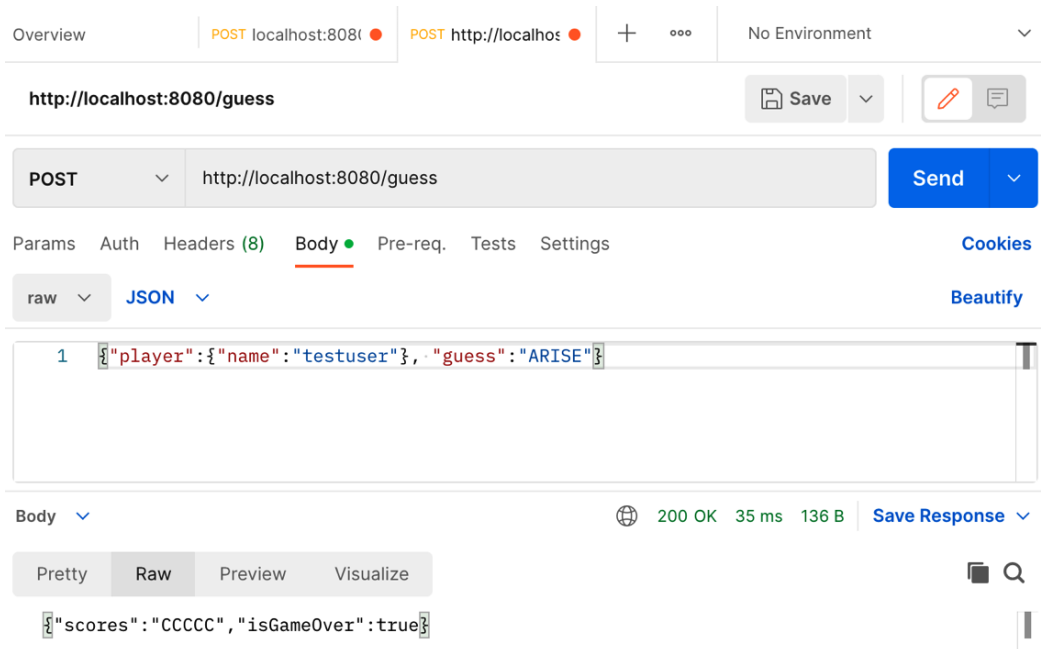 Overview POST localhost:808( POST http://localhos No Environment
http://localhost:8080/guess Save
POST http://localhost:8080/guess Send
Params Auth Headers (8) Body Pre-req. Tests Settings Cookies
raw JSON Beautify
1 {"player":{"name":"testuser"}, "guess":"ARISE"}
Body 200 OK 35 ms 136 B Save Response
Pretty Raw Preview Visualize
{"scores":"CCCCC","isGameOver":true}